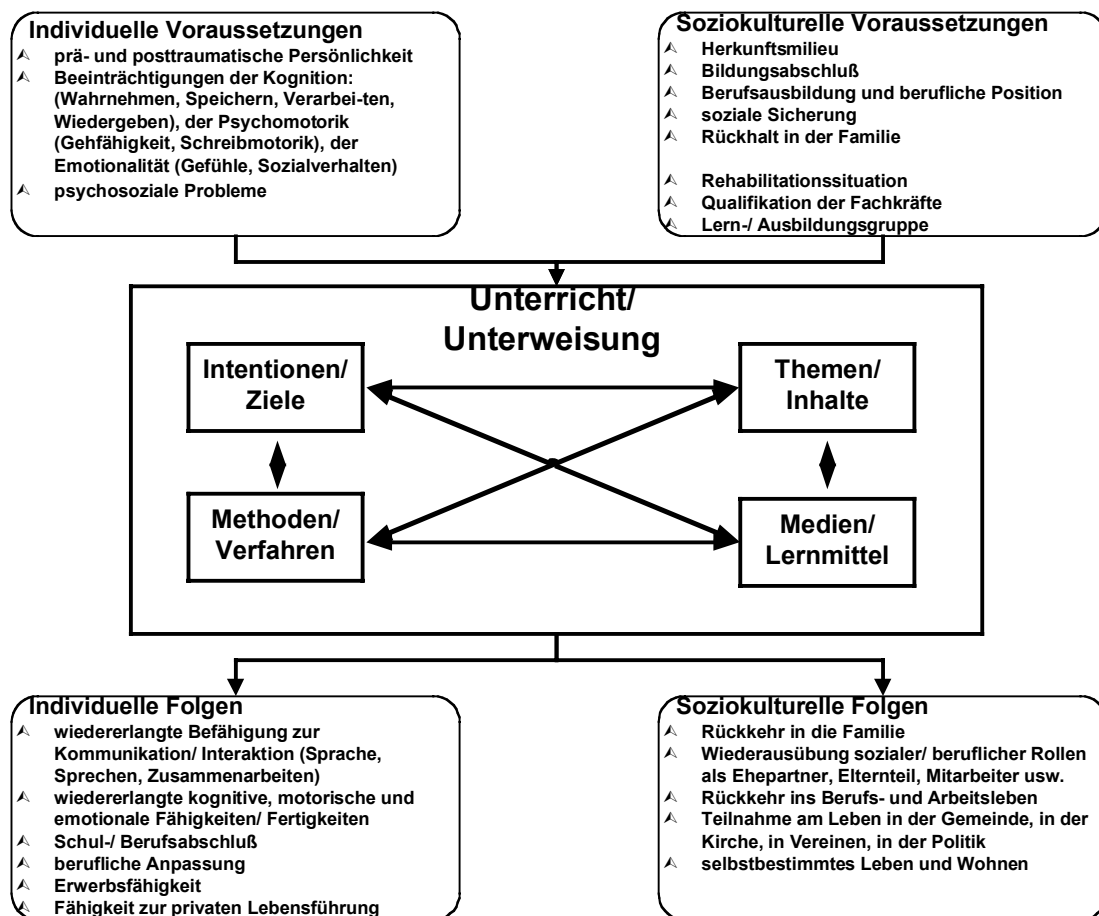 Individuelle Voraussetzungen
prä- und posttraumatische Persönlichkeit
Beeinträchtigungen der Kognition:
(Wahrnehmen, Speichern, Verarbei-ten,
Wiedergeben), der Psychomotorik
(Gehfähigkeit, Schreibmotorik), der
Emotionalität (Gefühle, Sozialverhalten)
psychosoziale Probleme
Soziokulturelle Voraussetzungen
Herkunftsmilieu
Bildungsabschluß
Berufsausbildung und berufliche Position
soziale Sicherung
Rückhalt in der Familie
Rehabilitationssituation
Qualifikation der Fachkräfte
Lern-/ Ausbildungsgruppe
Unterricht/
Unterweisung
Intentionen/
Ziele
Themen/
Inhalte
Methoden/
Verfahren
Medien/
Lernmittel
Individuelle Folgen
wiedererlangte Befähigung zur
Kommunikation/ Interaktion (Sprache,
Sprechen, Zusammenarbeiten)
wiedererlangte kognitive, motorische und
emotionale Fähigkeiten/ Fertigkeiten
Schul-/ Berufsabschluß
berufliche Anpassung
Erwerbsfähigkeit
Fähigkeit zur privaten Lebensführung
Soziokulturelle Folgen
Rückkehr in die Familie
Wiederausübung sozialer/ beruflicher Rollen
als Ehepartner, Elternteil, Mitarbeiter usw.
Rückkehr ins Berufs- und Arbeitsleben
Teilnahme am Leben in der Gemeinde, in der
Kirche, in Vereinen, in der Politik
selbstbestimmtes Leben und Wohnen